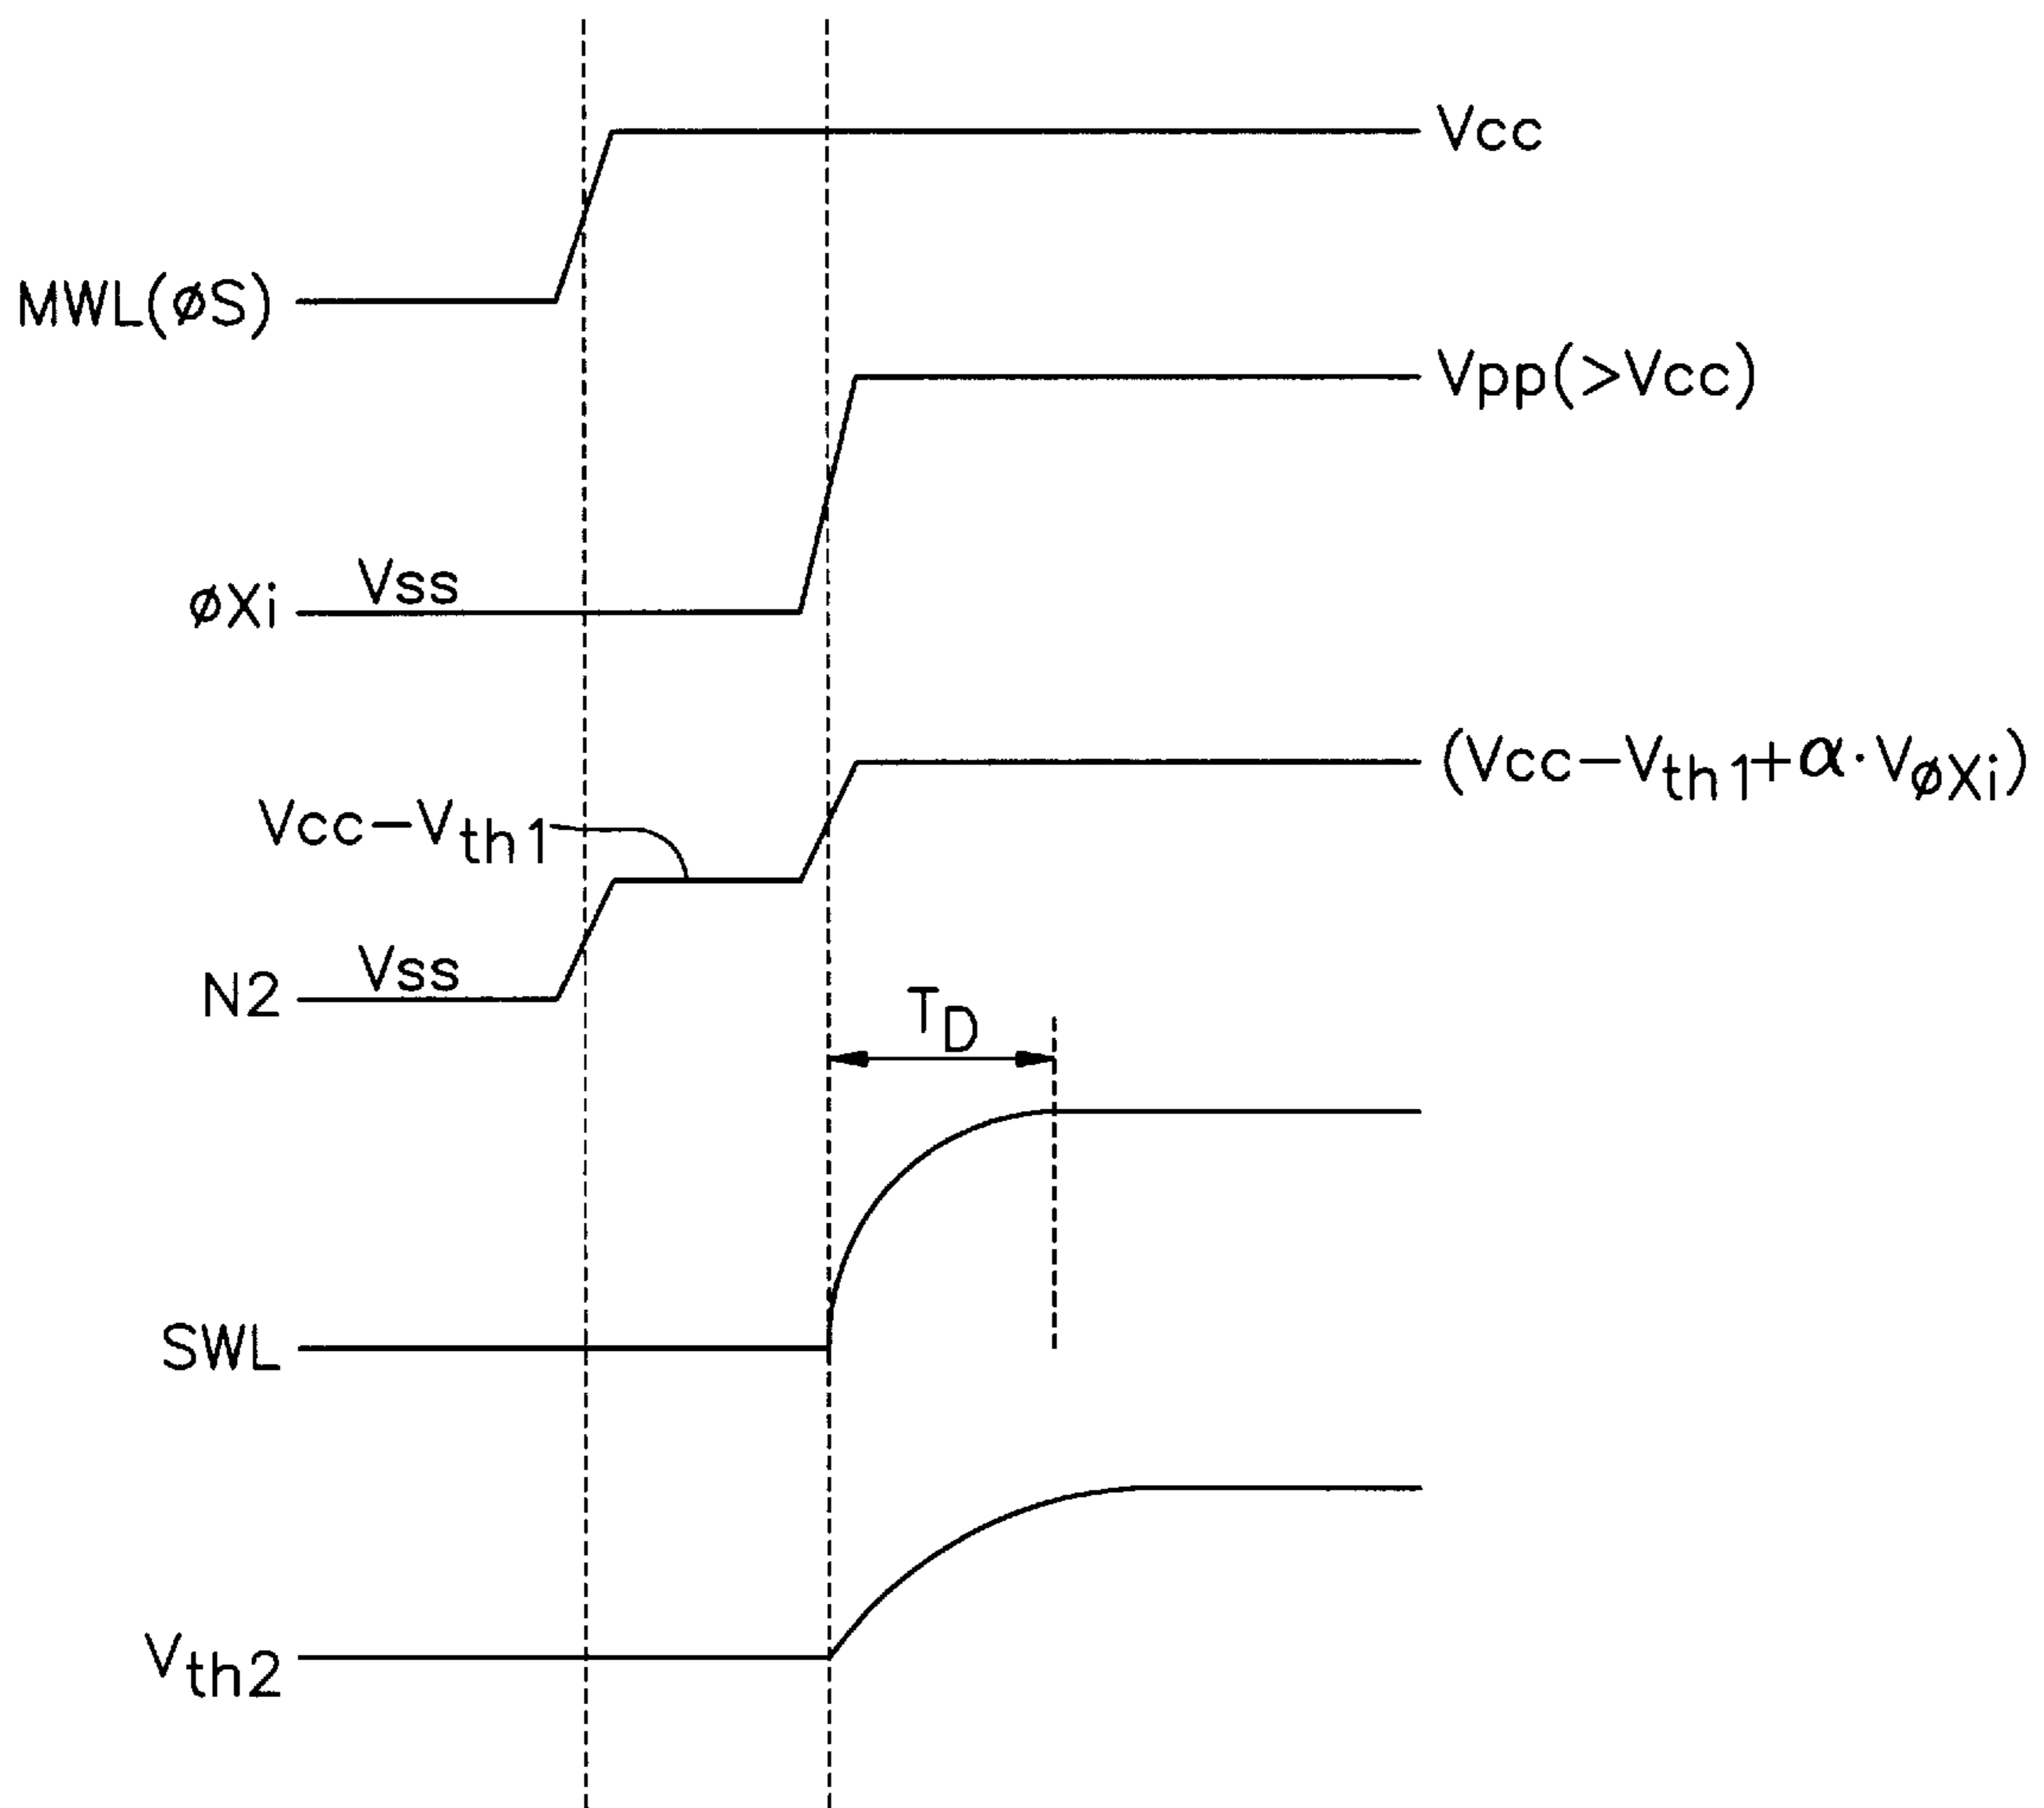 Vcc
MWL(øS)
Vpp(>Vcc)
Vss
øXi
(Vcc-Vth1+α·VøXi)
Vcc-Vth1
Vss
N2
TD
SWL
Vth2